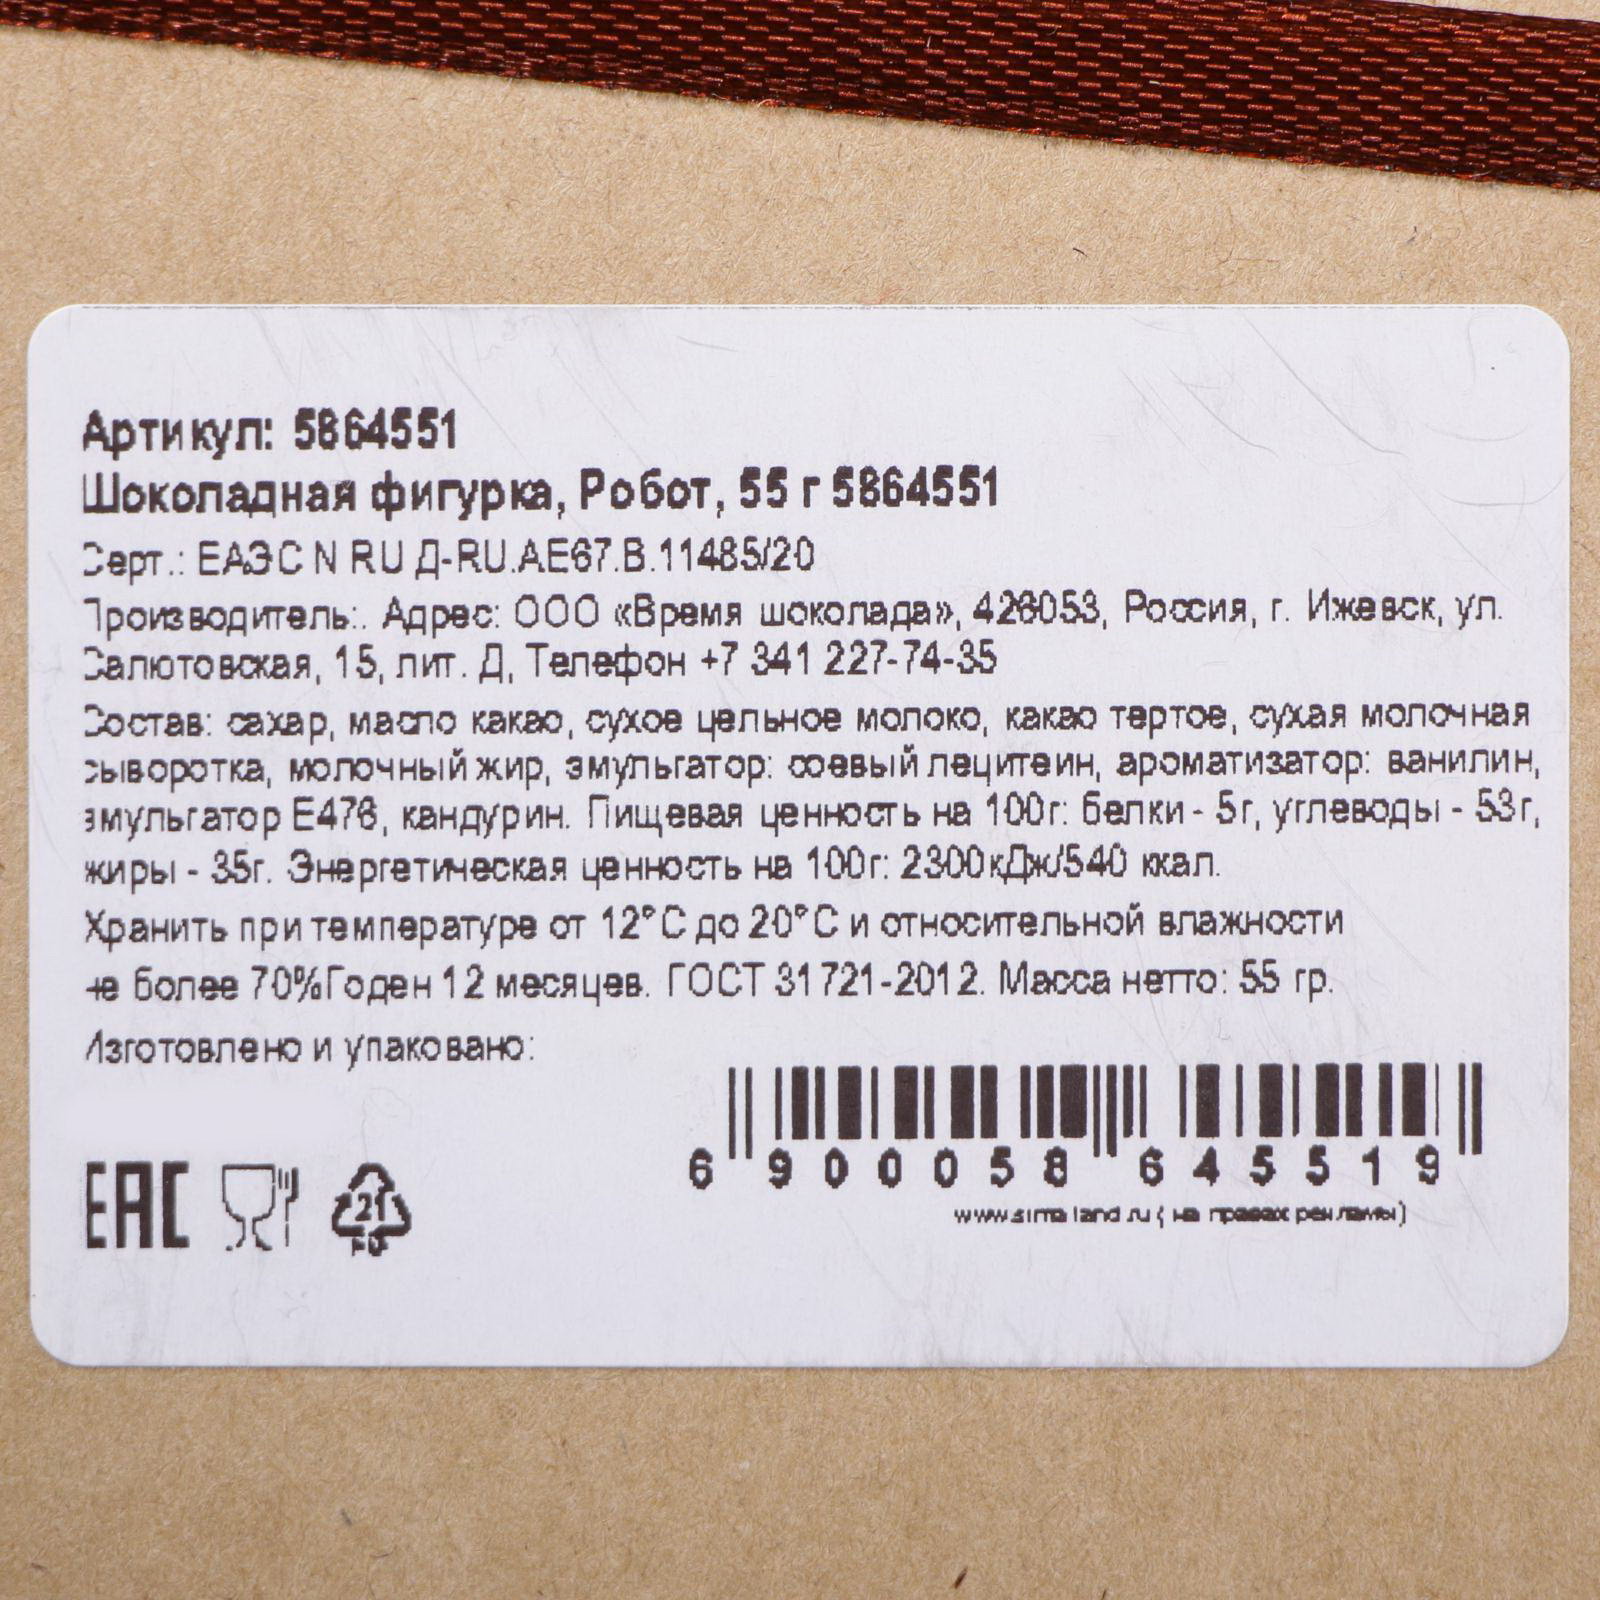 Артикул: 5864551
Шоколадная фигурка, Робот, 55 г 5864551
Серт.: ЕАЭС N RU Д-RU.АЕ67.В.11485/20
Производитель:. Адрес: ООО «Время шоколада», 426053, Россия, г. Ижевск, ул.
Салютовская, 15, лит. Д, Телефон +7 341 227-74-35
Состав: сахар, масло какао, сухое цельное молоко, какао тертое, сухая молочная
сыворотка, молочный жир, эмульгатор: соевый лецитеин, ароматизатор: ванилин,
эмульгатор Е476, кандурин. Пищевая ценность на 100г: белки - 5г, углеводы - 53г,
жиры - 35г. Энергетическая ценность на 100г: 2300кДж/540 ккал.
Хранить при температуре от 12°С до 20°С и относительной влажности
не более 70%Годен 12 месяцев. ГОСТ 31721-2012. Масса нетто: 55 гр.
Изготовлено и упаковано:
6 900058 645519
www.sima-land.ru ( на правах рекламы)
EAC
21